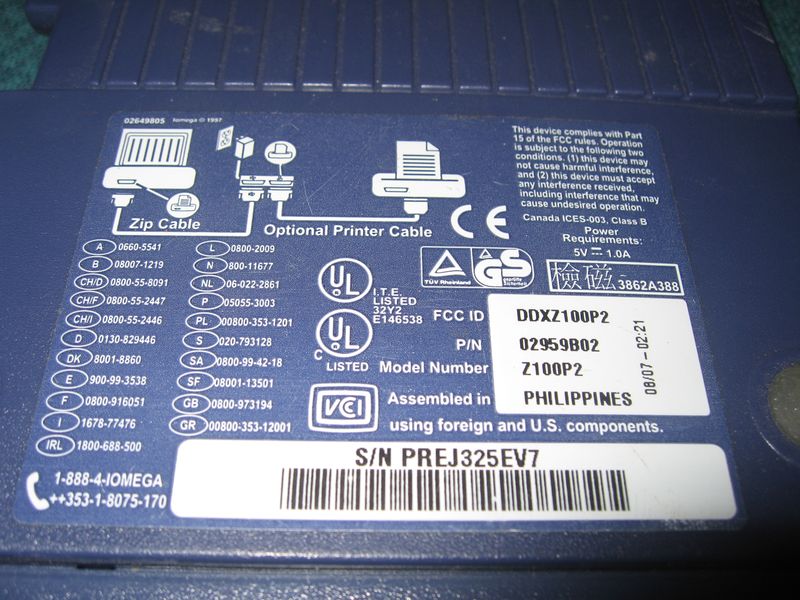 02649805 Iomega © 1997
Zip Cable
Optional Printer Cable
This device complies with Part
15 of the FCC rules. Operation
is subject to the following two
conditions. (1) this device may
not cause harmful interference,
and (2) this device must accept
any interference received,
including interference that may
cause undesired operation.
Canada ICES-003, Class B
Power
Requirements:
5V ⎓ 1.0A
CE
A 0660-5541
B 08007-1219
CH/D 0800-55-8091
CH/F 0800-55-2447
CH/I 0800-55-2446
D 0130-829446
DK 8001-8860
E 900-99-3538
F 0800-916051
I 1678-77476
IRL 1800-688-500
L 0800-2009
N 800-11677
NL 06-022-2861
P 05055-3003
PL 00800-353-1201
S 020-793128
SA 0800-99-42-18
SF 08001-13501
GB 0800-973194
GR 00800-353-12001
UL
I.T.E.
LISTED
32Y2
E146538
C UL
LISTED
TÜV Rheinland
GS
geprüfte
Sicherheit
檢磁 3862A388
FCC ID DDXZ100P2
P/N 02959B02
Model Number Z100P2
08/07-02:21
VCCI
Assembled in PHILIPPINES
using foreign and U.S. components.
1-888-4-IOMEGA
++353-1-8075-170
S/N PREJ325EV7